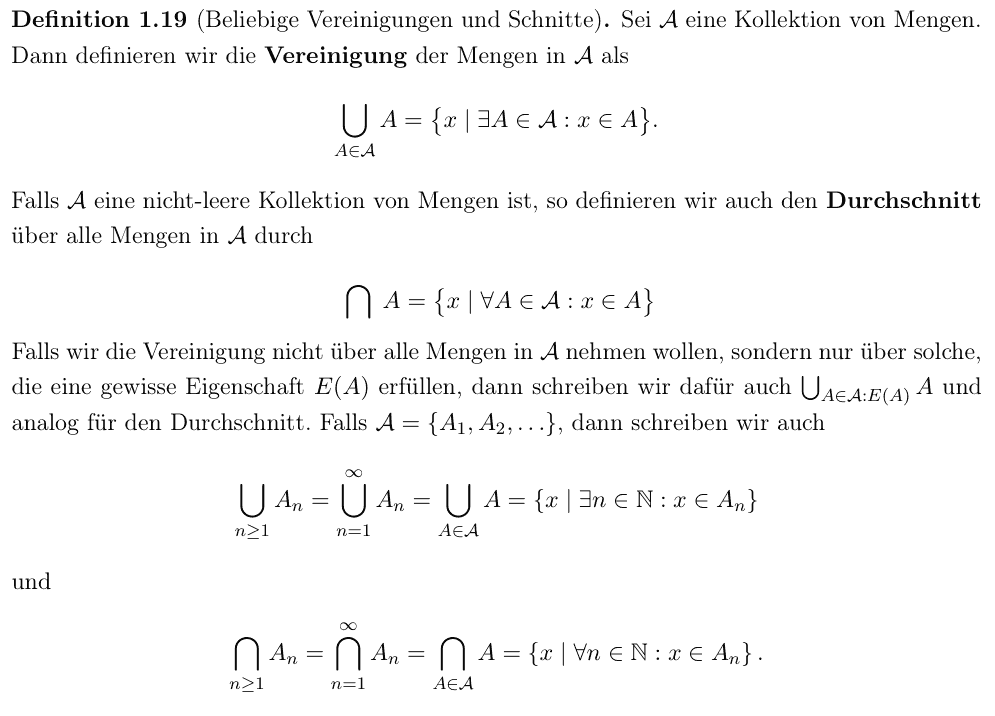 Definition 1.19 (Beliebige Vereinigungen und Schnitte). Sei 𝒜 eine Kollektion von Mengen.
Dann definieren wir die Vereinigung der Mengen in 𝒜 als
⋃_{A∈𝒜} A = {x | ∃A ∈ 𝒜 : x ∈ A}.
Falls 𝒜 eine nicht-leere Kollektion von Mengen ist, so definieren wir auch den Durchschnitt
über alle Mengen in 𝒜 durch
⋂ A = {x | ∀A ∈ 𝒜 : x ∈ A}
Falls wir die Vereinigung nicht über alle Mengen in 𝒜 nehmen wollen, sondern nur über solche,
die eine gewisse Eigenschaft E(A) erfüllen, dann schreiben wir dafür auch ⋃_{A∈𝒜:E(A)} A und
analog für den Durchschnitt. Falls 𝒜 = {A₁, A₂, . . .}, dann schreiben wir auch
⋃_{n≥1} A_n = ⋃_{n=1}^{∞} A_n = ⋃_{A∈𝒜} A = {x | ∃n ∈ ℕ : x ∈ A_n}
und
⋂_{n≥1} A_n = ⋂_{n=1}^{∞} A_n = ⋂_{A∈𝒜} A = {x | ∀n ∈ ℕ : x ∈ A_n} .